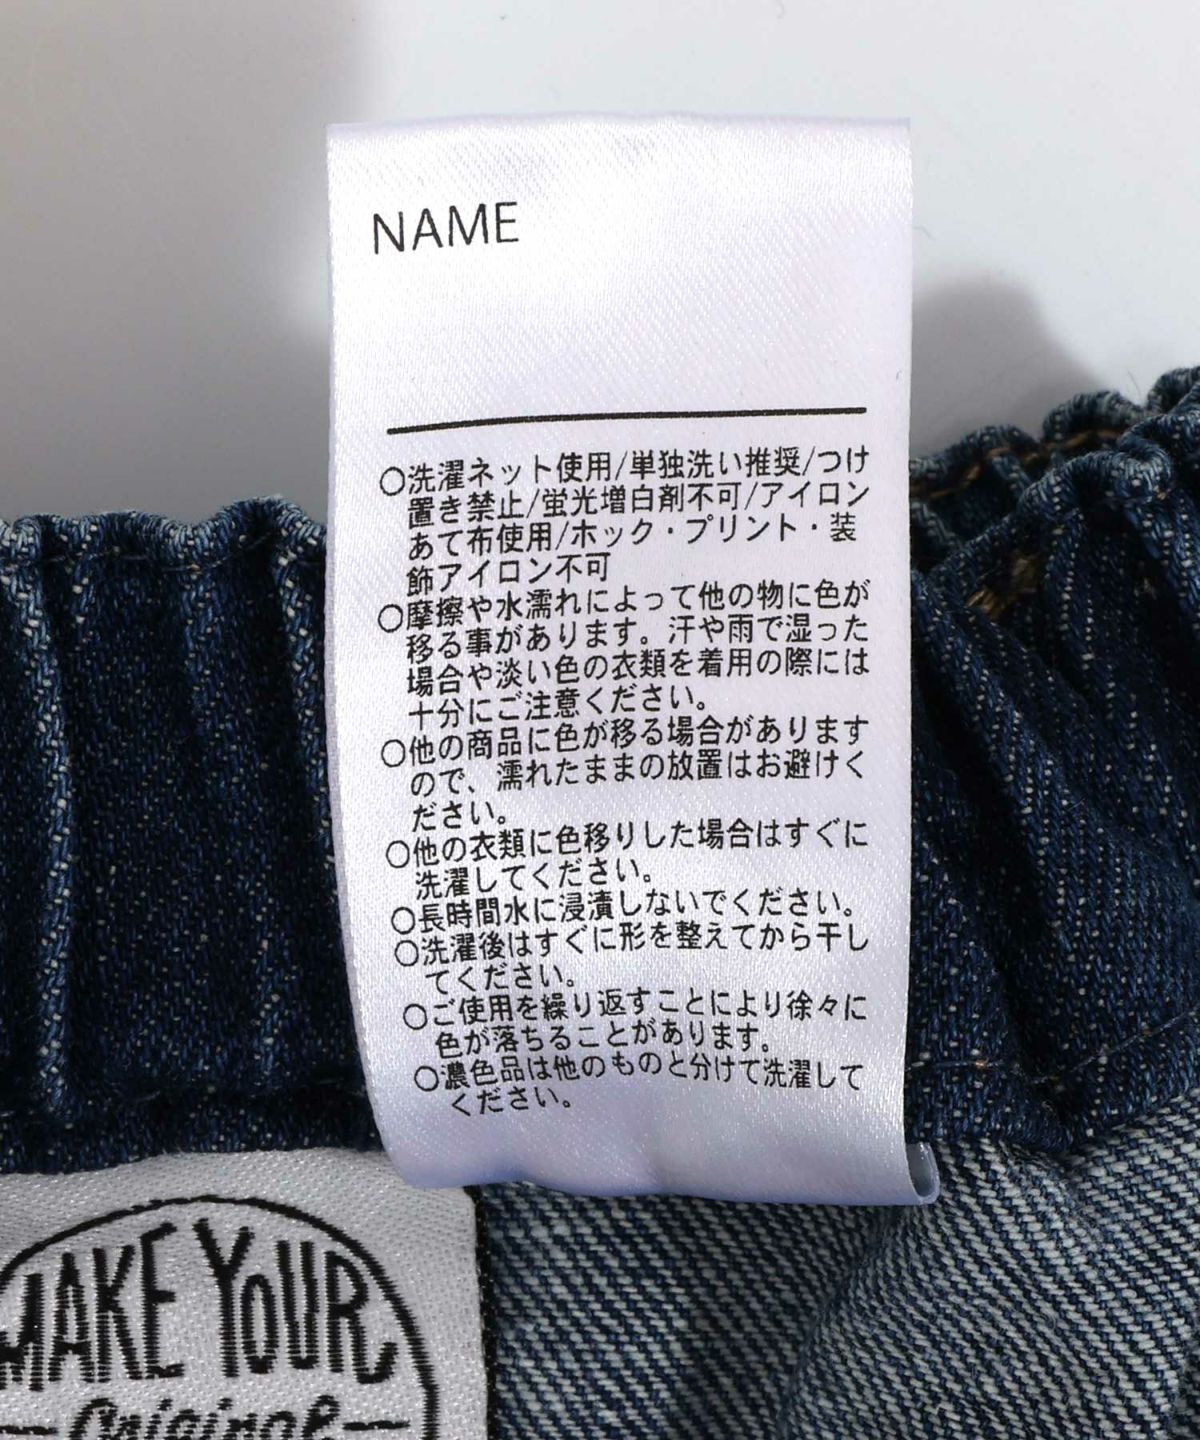 NAME
○洗濯ネット使用/単独洗い推奨/つけ
置き禁止/蛍光増白剤不可/アイロン
あて布使用/ホック・プリント・装
飾アイロン不可
○摩擦や水濡れによって他の物に色が
移る事があります。汗や雨で湿った
場合や淡い色の衣類を着用の際には
十分にご注意ください。
○他の商品に色が移る場合があります
ので、濡れたままの放置はお避けく
ださい。
○他の衣類に色移りした場合はすぐに
洗濯してください。
○長時間水に浸漬しないでください。
○洗濯後はすぐに形を整えてから干し
てください。
○ご使用を繰り返すことにより徐々に
色が落ちることがあります。
○濃色品は他のものと分けて洗濯して
ください。
MAKE YOUR
Original